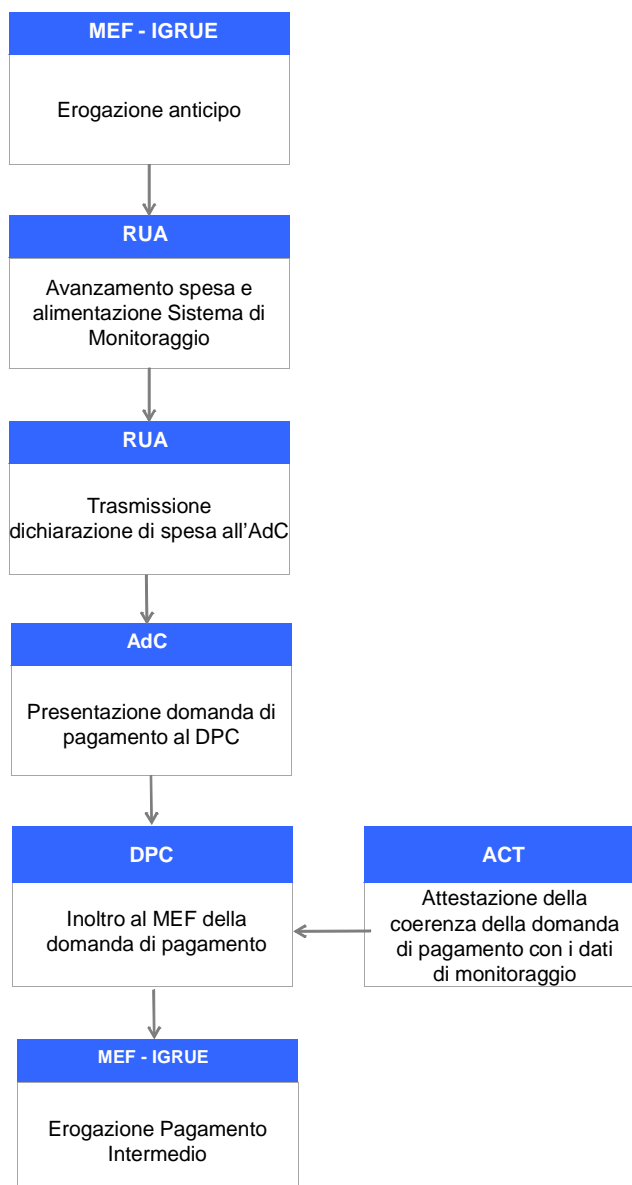 MEF - IGRUE
Erogazione anticipo
RUA
Avanzamento spesa e
alimentazione Sistema di
Monitoraggio
RUA
Trasmissione
dichiarazione di spesa all'AdC
AdC
Presentazione domanda di
pagamento al DPC
DPC
Inoltro al MEF della
domanda di pagamento
ACT
Attestazione della
coerenza della domanda
di pagamento con i dati
di monitoraggio
MEF - IGRUE
Erogazione Pagamento
Intermedio